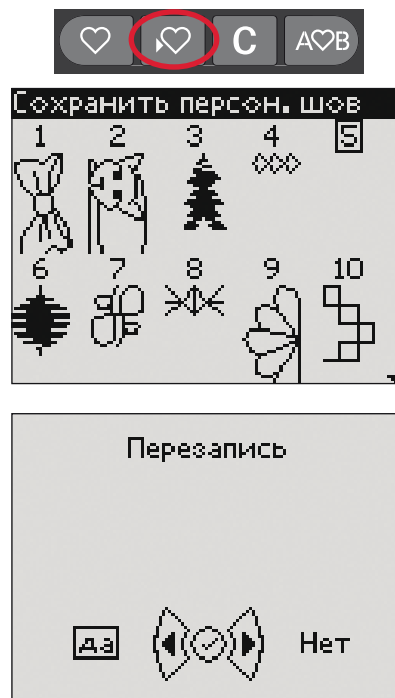 C A♡B
Сохранить персон. шов
1 2 3 4 5
6 7 8 9 10
Перезапись
да Нет